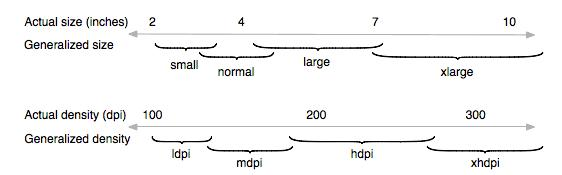 Actual size (inches) 2 4 7 10
Generalized size
small normal large xlarge
Actual density (dpi) 100 200 300
Generalized density
ldpi mdpi hdpi xhdpi